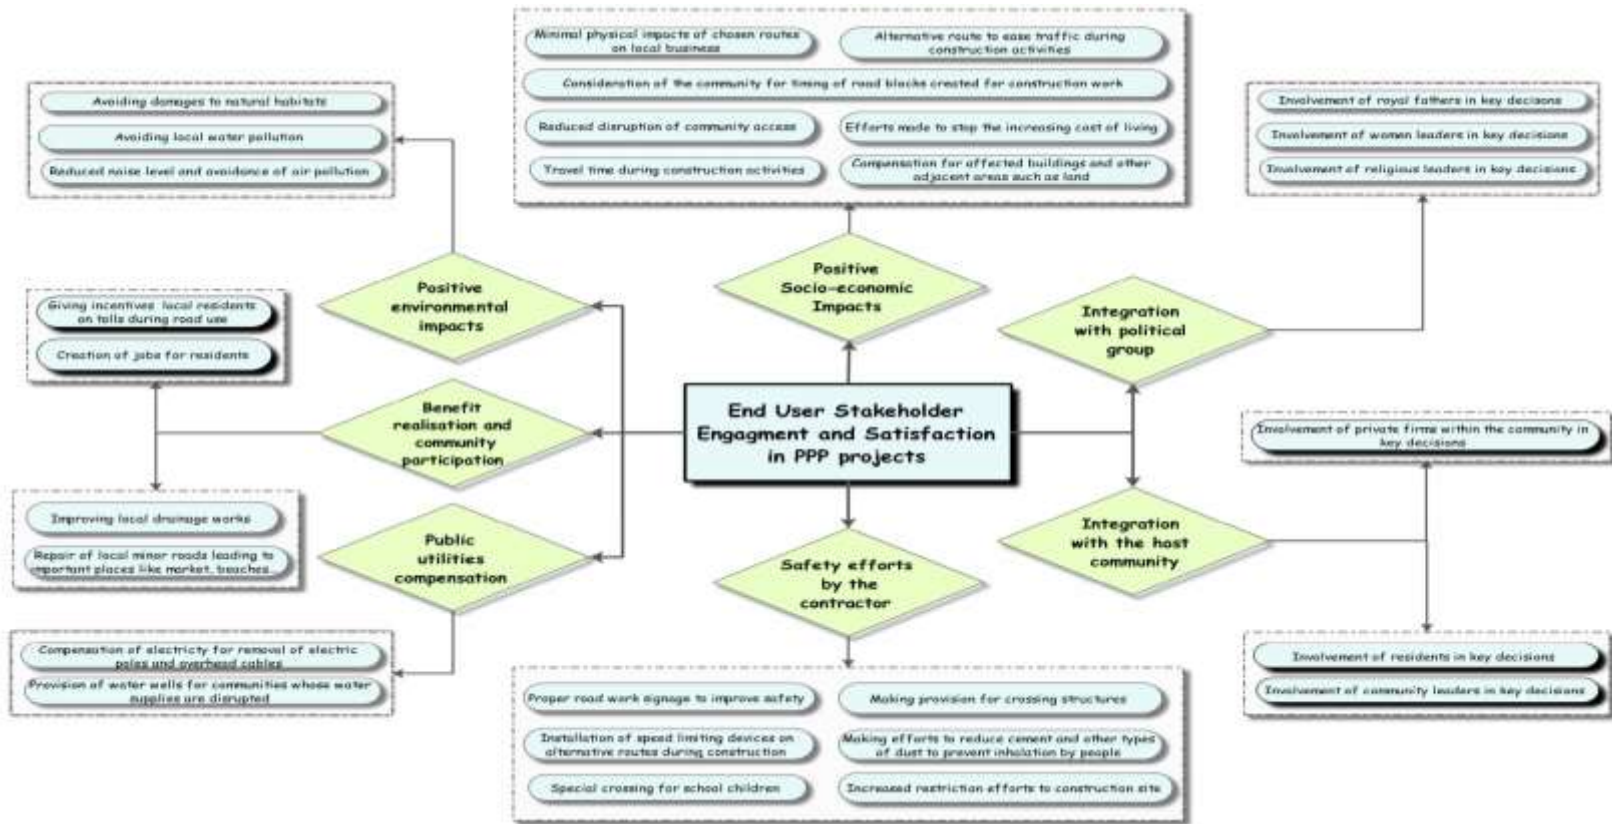 Minimal physical impacts of chosen routes
on local business
Alternative route to ease traffic during
construction activities
Consideration of the community for timing of road blocks created for construction work
Reduced disruption of community access
Efforts made to stop the increasing cost of living
Travel time during construction activities
Compensation for affected buildings and other
adjacent areas such as land
Avoiding damages to natural habitats
Avoiding local water pollution
Reduced noise level and avoidance of air pollution
Involvement of royal fathers in key decisons
Involvement of women leaders in key decisions
Involvement of religious leaders in key decisions
Positive
environmental
impacts
Positive
Socio-economic
Impacts
Integration
with political
group
Giving incentives local residents
on tolls during road use
Creation of jobs for residents
Benefit
realisation and
community
participation
End User Stakeholder
Engagment and Satisfaction
in PPP projects
Involvement of private firms within the community in
key decisions
Improving local drainage works
Repair of local minor roads leading to
important places like market, beaches.
Public
utilities
compensation
Safety efforts
by the
contractor
Integration
with the host
community
Compensation of electricty for removal of electric
poles and overhead cables
Provision of water wells for communities whose water
supplies are disrupted
Involvement of residents in key decisions
Involvement of community leaders in key decisions
Proper road work signage to improve safety
Making provision for crossing structures
Installation of speed limiting devices on
alternative routes during construction
Making efforts to reduce cement and other types
of dust to prevent inhalation by people
Special crossing for school children
Increased restriction efforts to construction site